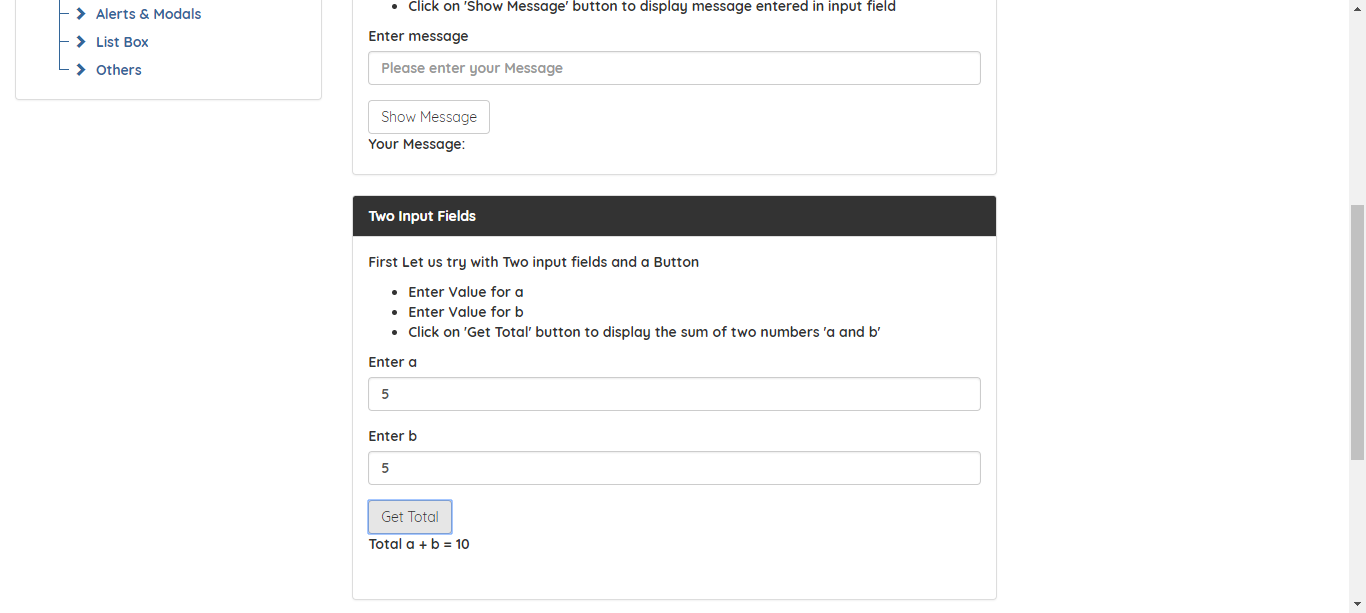 Alerts & Modals
List Box
Others
Click on 'Show Message' button to display message entered in input field
Enter message
Please enter your Message
Show Message
Your Message:
Two Input Fields
First Let us try with Two input fields and a Button
Enter Value for a
Enter Value for b
Click on 'Get Total' button to display the sum of two numbers 'a and b'
Enter a
5
Enter b
5
Get Total
Total a + b = 10